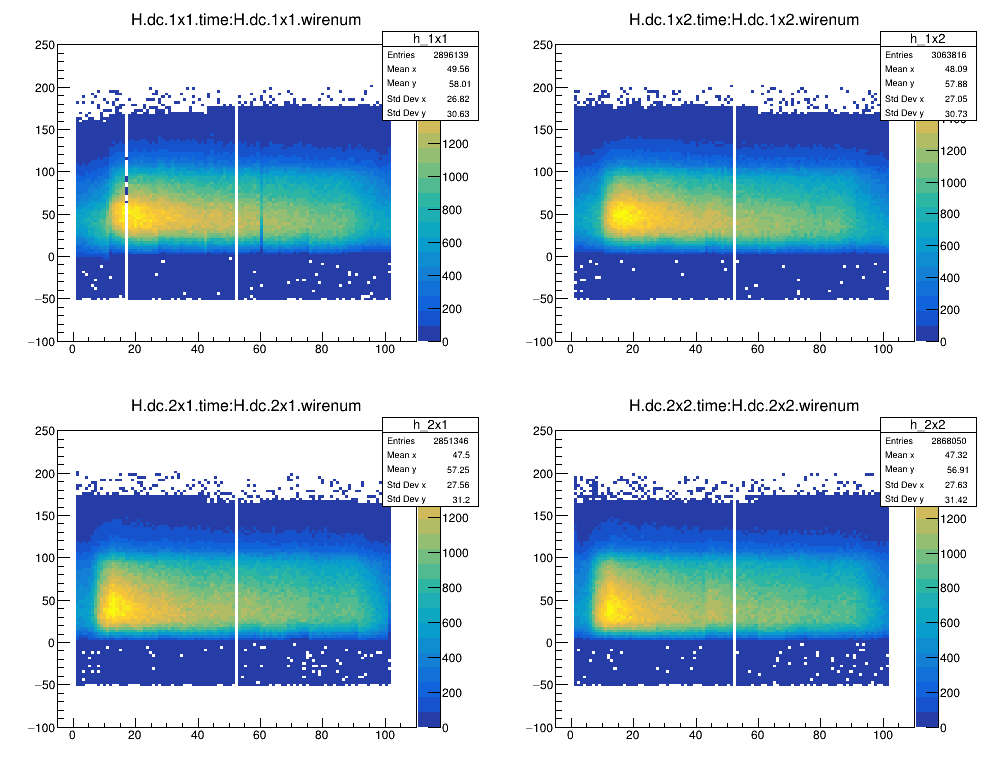 H.dc.1x1.time:H.dc.1x1.wirenum
h_1x1
Entries 2896139
Mean x 49.56
Mean y 58.01
Std Dev x 26.82
Std Dev y 30.63
250
200
150
100
50
0
−50
−100
0 20 40 60 80 100
1200
1000
800
600
400
200
0
H.dc.1x2.time:H.dc.1x2.wirenum
h_1x2
Entries 3063816
Mean x 48.09
Mean y 57.88
Std Dev x 27.05
Std Dev y 30.73
250
200
150
100
50
0
−50
−100
0 20 40 60 80 100
1400
1200
1000
800
600
400
200
0
H.dc.2x1.time:H.dc.2x1.wirenum
h_2x1
Entries 2851346
Mean x 47.5
Mean y 57.25
Std Dev x 27.56
Std Dev y 31.2
250
200
150
100
50
0
−50
−100
0 20 40 60 80 100
1200
1000
800
600
400
200
0
H.dc.2x2.time:H.dc.2x2.wirenum
h_2x2
Entries 2868050
Mean x 47.32
Mean y 56.91
Std Dev x 27.63
Std Dev y 31.42
250
200
150
100
50
0
−50
−100
0 20 40 60 80 100
1200
1000
800
600
400
200
0